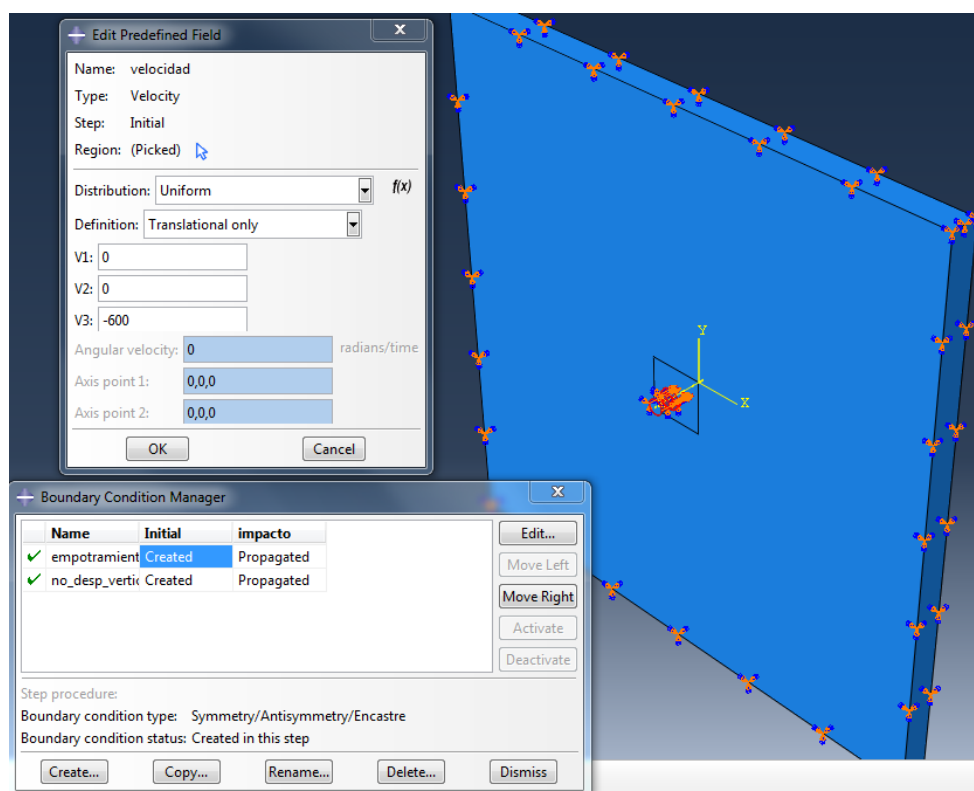 Edit Predefined Field
x
Name: velocidad
Type: Velocity
Step: Initial
Region: (Picked)
Distribution: Uniform f(x)
Definition: Translational only
V1: 0
V2: 0
V3: -600
Angular velocity: 0 radians/time
Axis point 1: 0,0,0
Axis point 2: 0,0,0
OK Cancel
Y
X
Boundary Condition Manager
x
Name Initial impacto
empotramient Created Propagated
no_desp_vertic Created Propagated
Edit...
Move Left
Move Right
Activate
Deactivate
Step procedure:
Boundary condition type: Symmetry/Antisymmetry/Encastre
Boundary condition status: Created in this step
Create... Copy... Rename... Delete... Dismiss